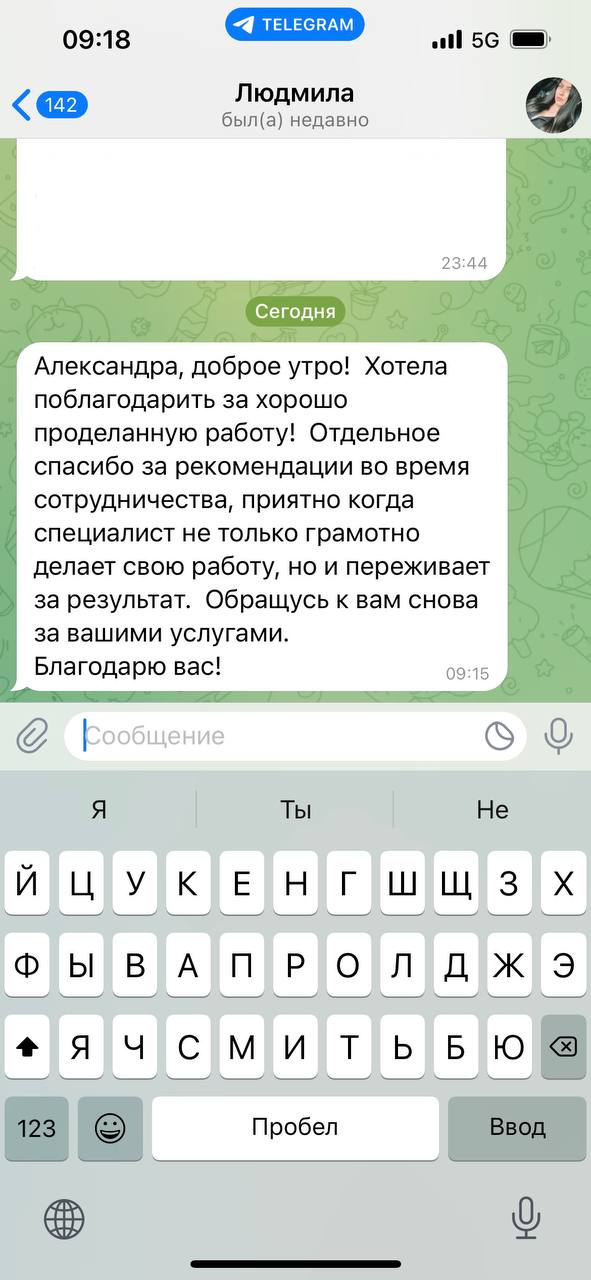 09:18
TELEGRAM
5G
142
Людмила
был(а) недавно
23:44
Сегодня
Александра, доброе утро!  Хотела
поблагодарить за хорошо
проделанную работу!  Отдельное
спасибо за рекомендации во время
сотрудничества, приятно когда
специалист не только грамотно
делает свою работу, но и переживает
за результат.  Обращусь к вам снова
за вашими услугами.
Благодарю вас!
09:15
Сообщение
Я Ты Не
Й Ц У К Е Н Г Ш Щ З Х
Ф Ы В А П Р О Л Д Ж Э
Я Ч С М И Т Ь Б Ю
123 Пробел Ввод